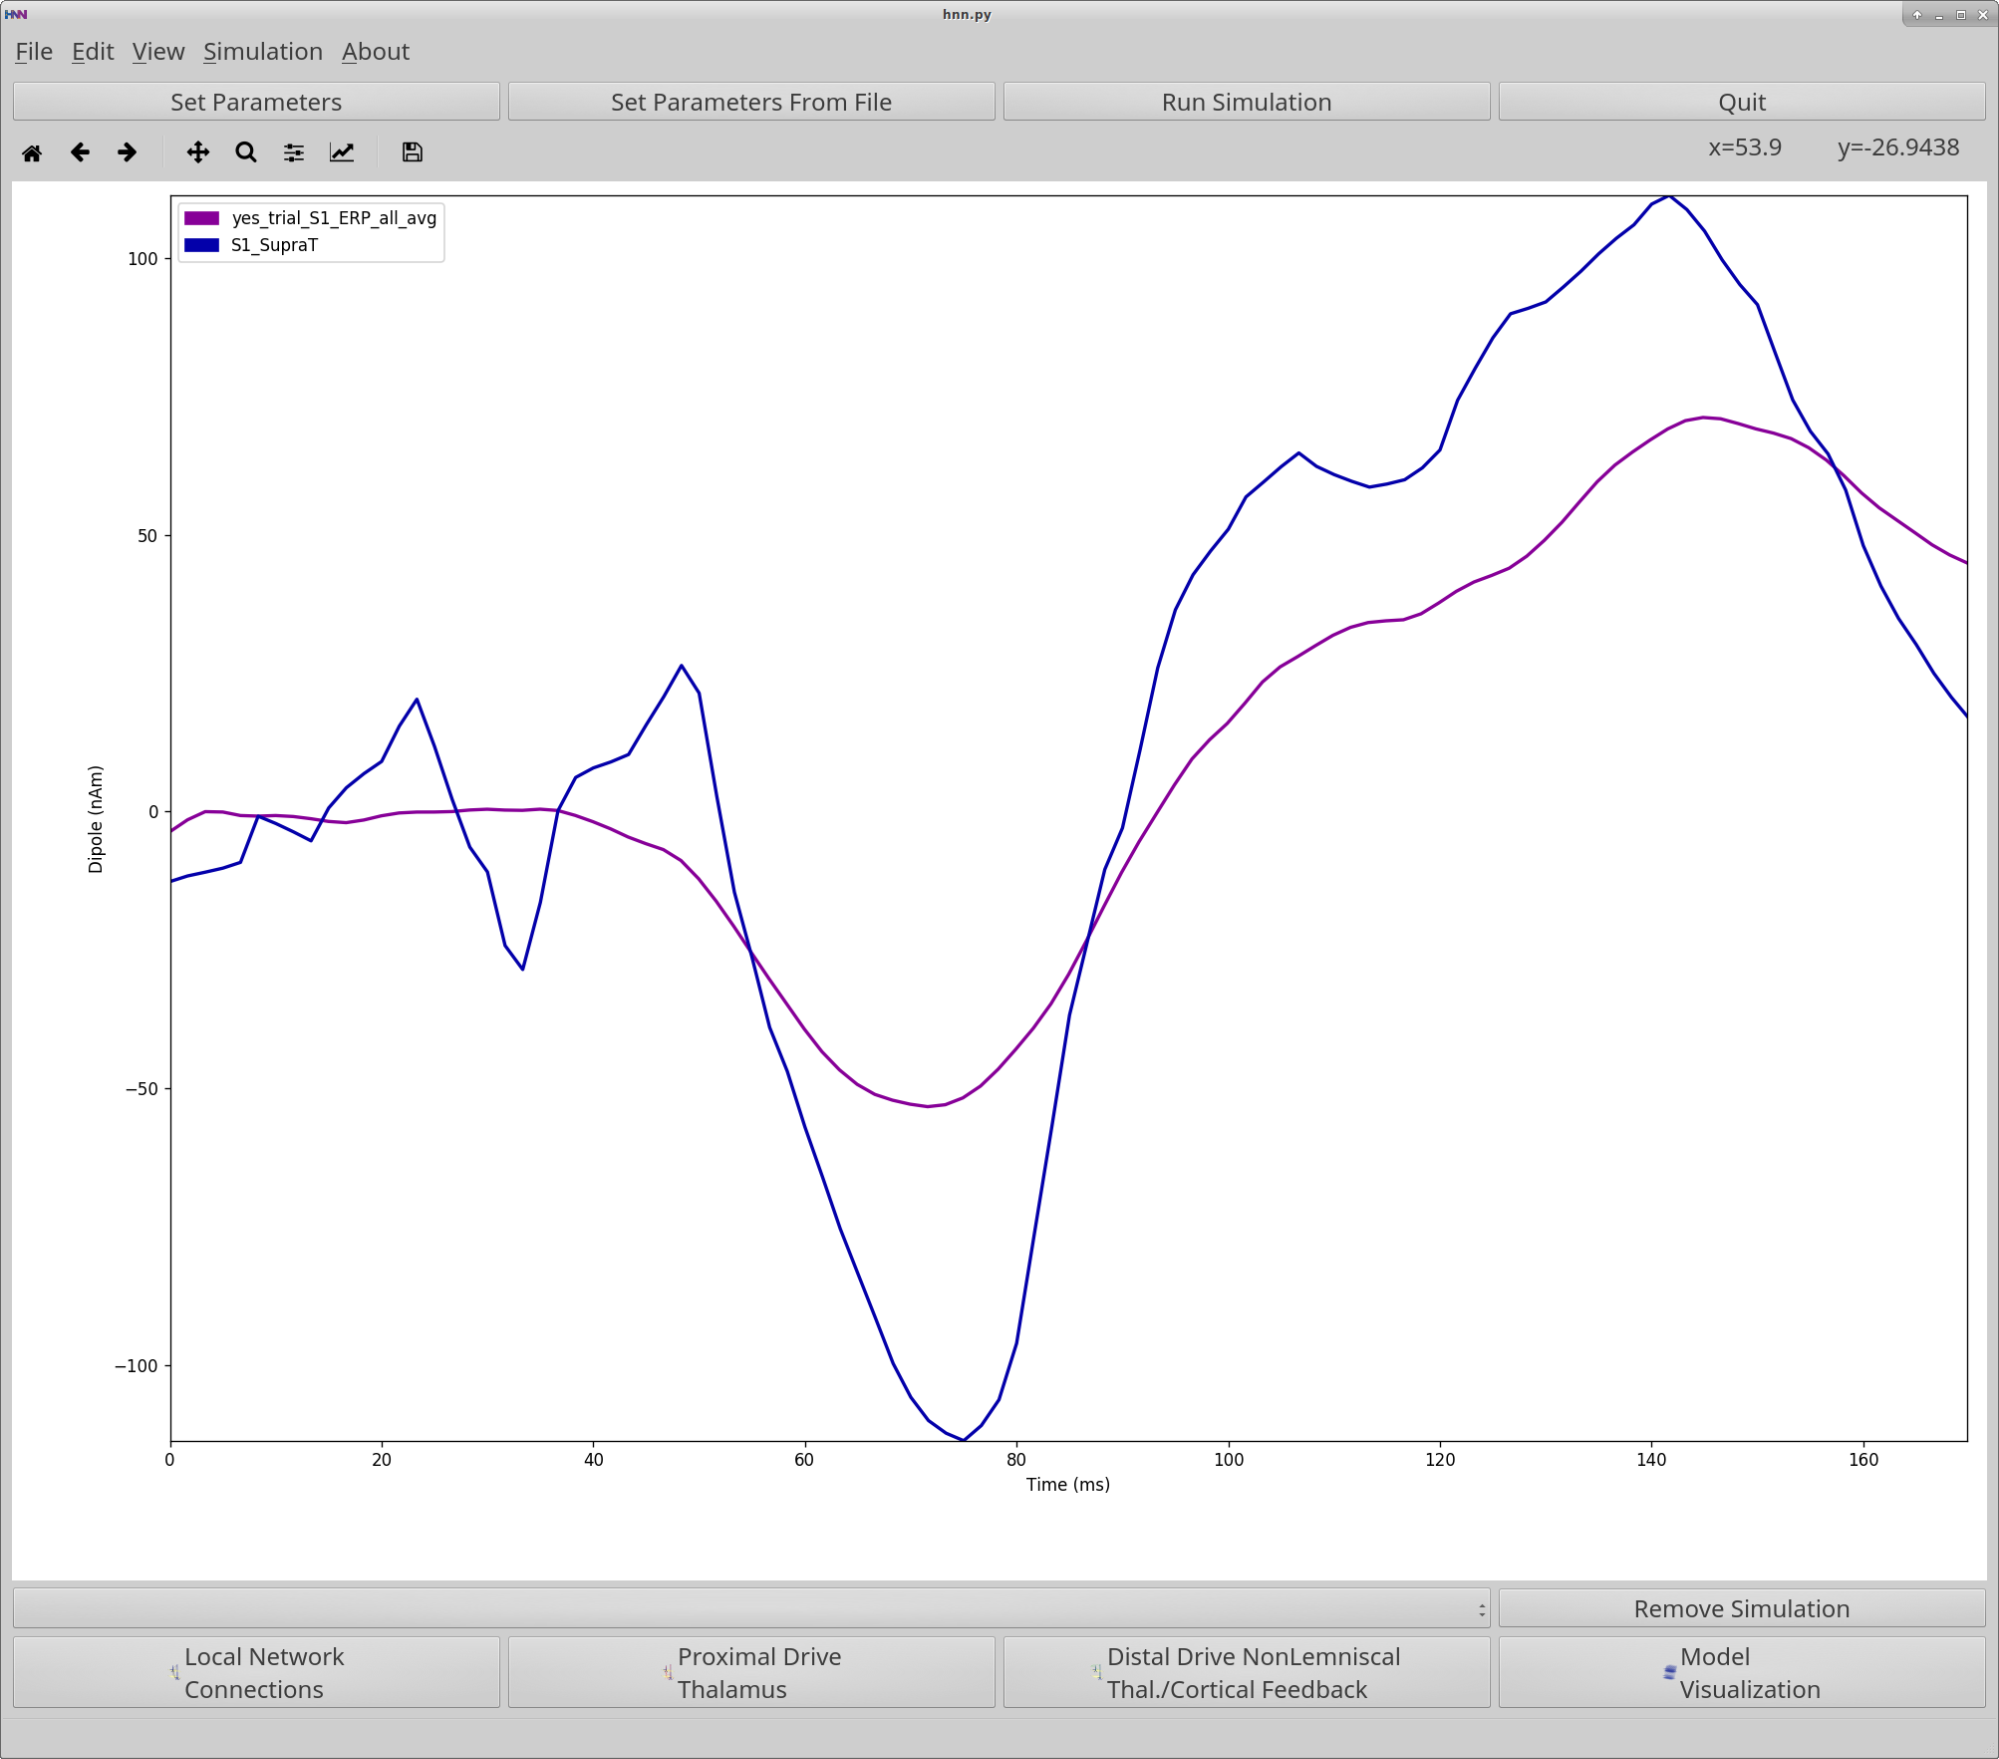 HNN
hnn.py
File Edit View Simulation About
Set Parameters
Set Parameters From File
Run Simulation
Quit
x=53.9 y=-26.9438
yes_trial_S1_ERP_all_avg
S1_SupraT
100
50
0
−50
−100
Dipole (nAm)
0 20 40 60 80 100 120 140 160
Time (ms)
Remove Simulation
Local Network
Connections
Proximal Drive
Thalamus
Distal Drive NonLemniscal
Thal./Cortical Feedback
Model
Visualization